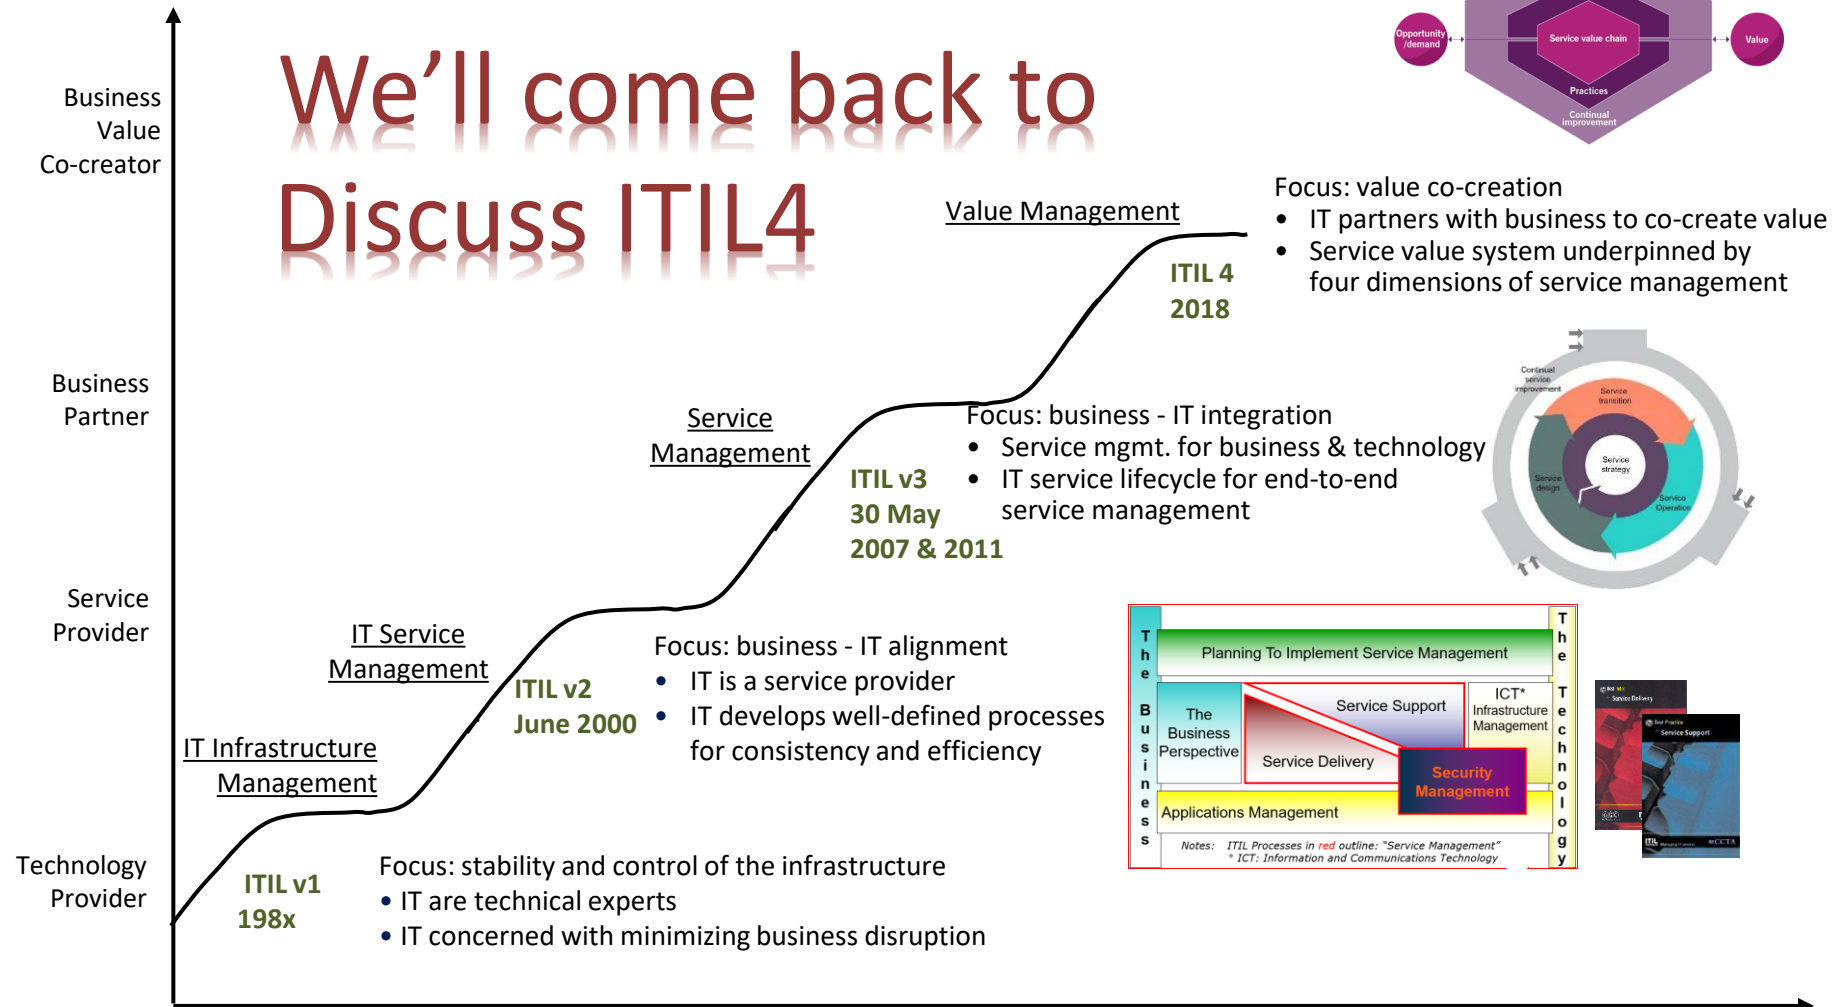 We'll come back to
Discuss ITIL4
Business
Value
Co-creator
Business
Partner
Service
Provider
Technology
Provider
Opportunity
/demand
Service value chain
Value
Practices
Continual
improvement
Value Management
ITIL 4
2018
Focus: value co-creation
• IT partners with business to co-create value
• Service value system underpinned by
four dimensions of service management
Service
Management
ITIL v3
30 May
2007 & 2011
Focus: business - IT integration
• Service mgmt. for business & technology
• IT service lifecycle for end-to-end
service management
Continual
service
improvement
Service
transition
Service
strategy
Service
design
Service
Operation
IT Service
Management
ITIL v2
June 2000
Focus: business - IT alignment
• IT is a service provider
• IT develops well-defined processes
for consistency and efficiency
The Business
Planning To Implement Service Management
The Technology
The
Business
Perspective
Service Support
Service Delivery
ICT*
Infrastructure
Management
Security
Management
Applications Management
Notes: ITIL Processes in red outline: "Service Management"
* ICT: Information and Communications Technology
Service Delivery
Best Practice
Service Support
ITIL
CCTA
IT Infrastructure
Management
ITIL v1
198x
Focus: stability and control of the infrastructure
• IT are technical experts
• IT concerned with minimizing business disruption